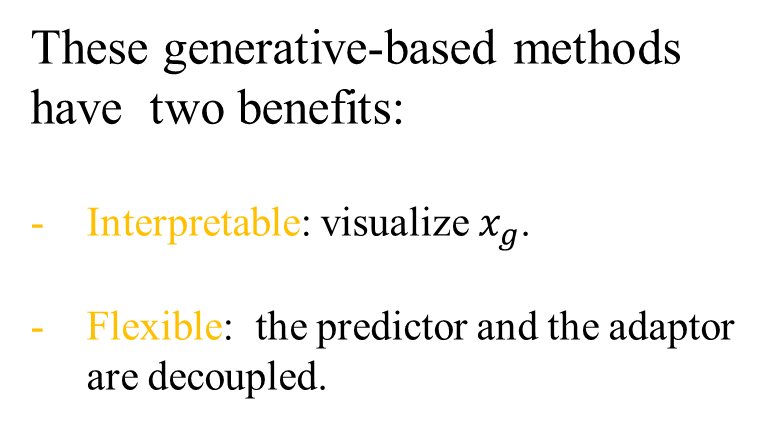 These generative-based methods
have two benefits:
- Interpretable: visualize x_g.
- Flexible: the predictor and the adaptor
are decoupled.